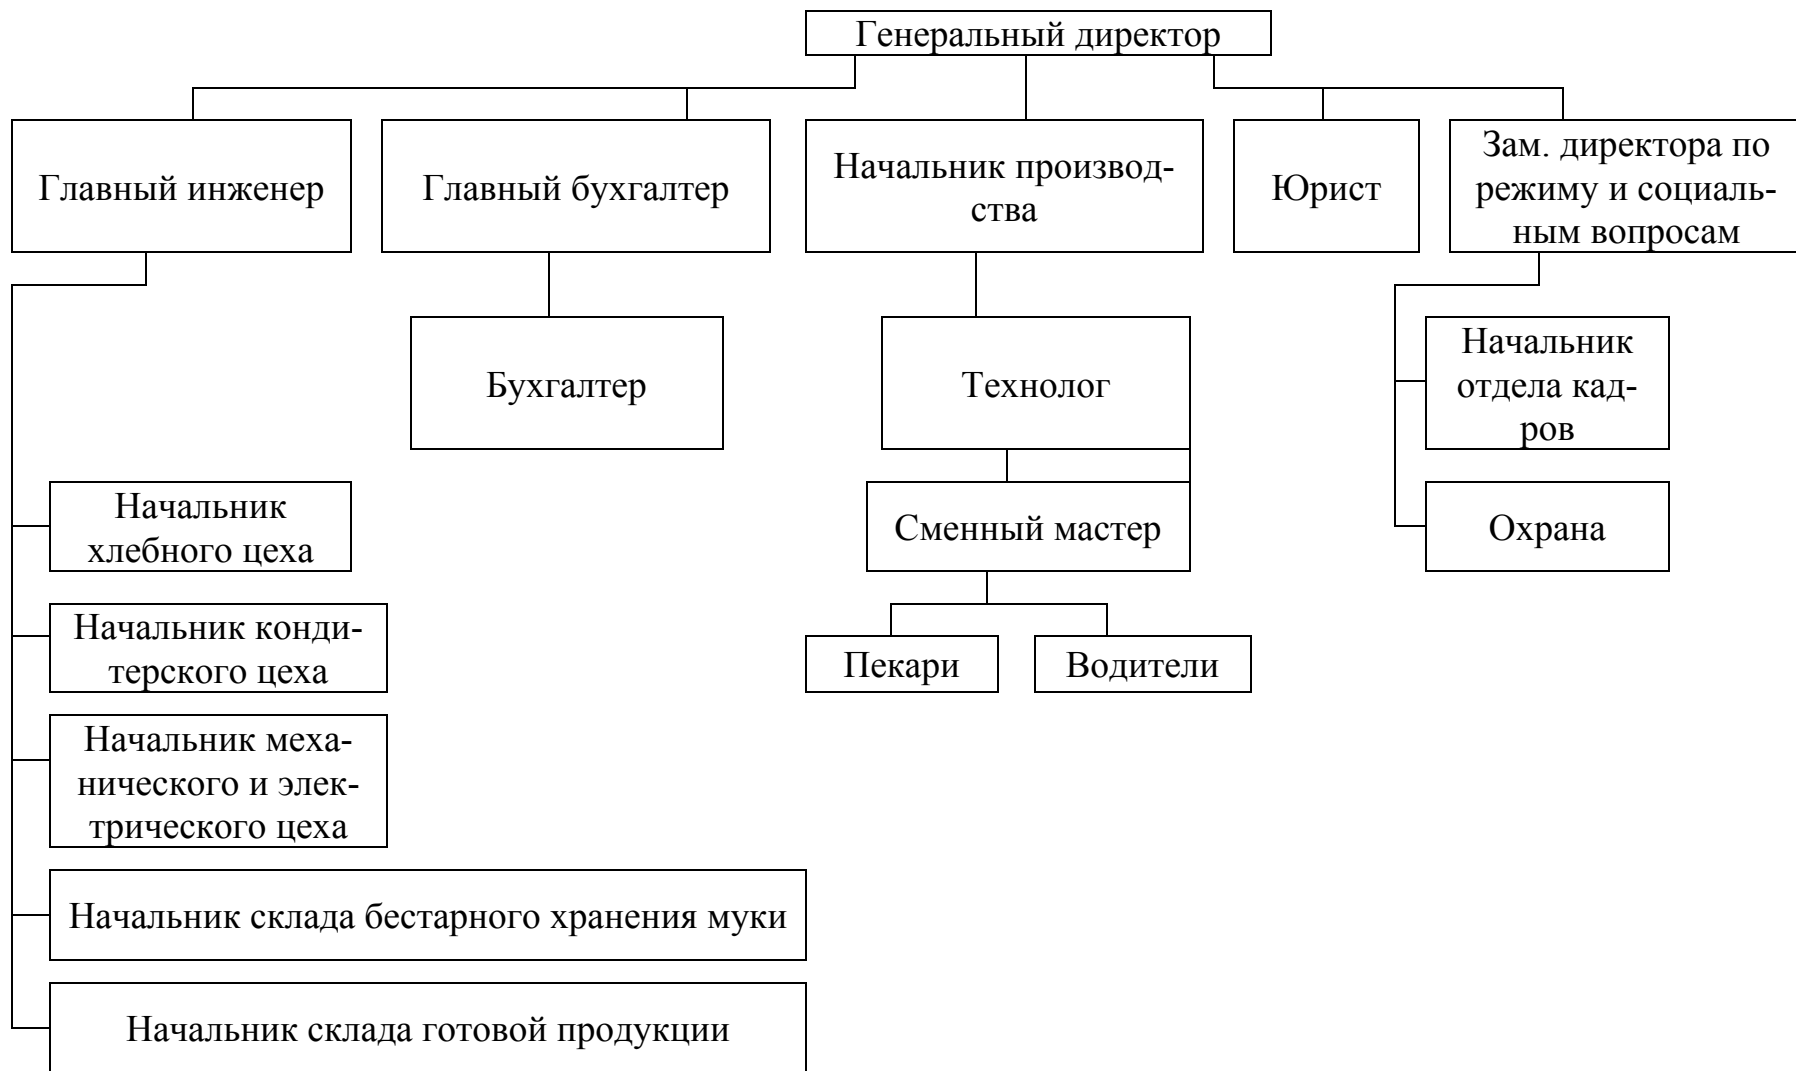 Генеральный директор
Главный инженер
Главный бухгалтер
Начальник производ-
ства
Юрист
Зам. директора по
режиму и социаль-
ным вопросам
Бухгалтер
Технолог
Начальник
отдела кад-
ров
Начальник
хлебного цеха
Сменный мастер
Охрана
Начальник конди-
терского цеха
Пекари
Водители
Начальник меха-
нического и элек-
трического цеха
Начальник склада бестарного хранения муки
Начальник склада готовой продукции